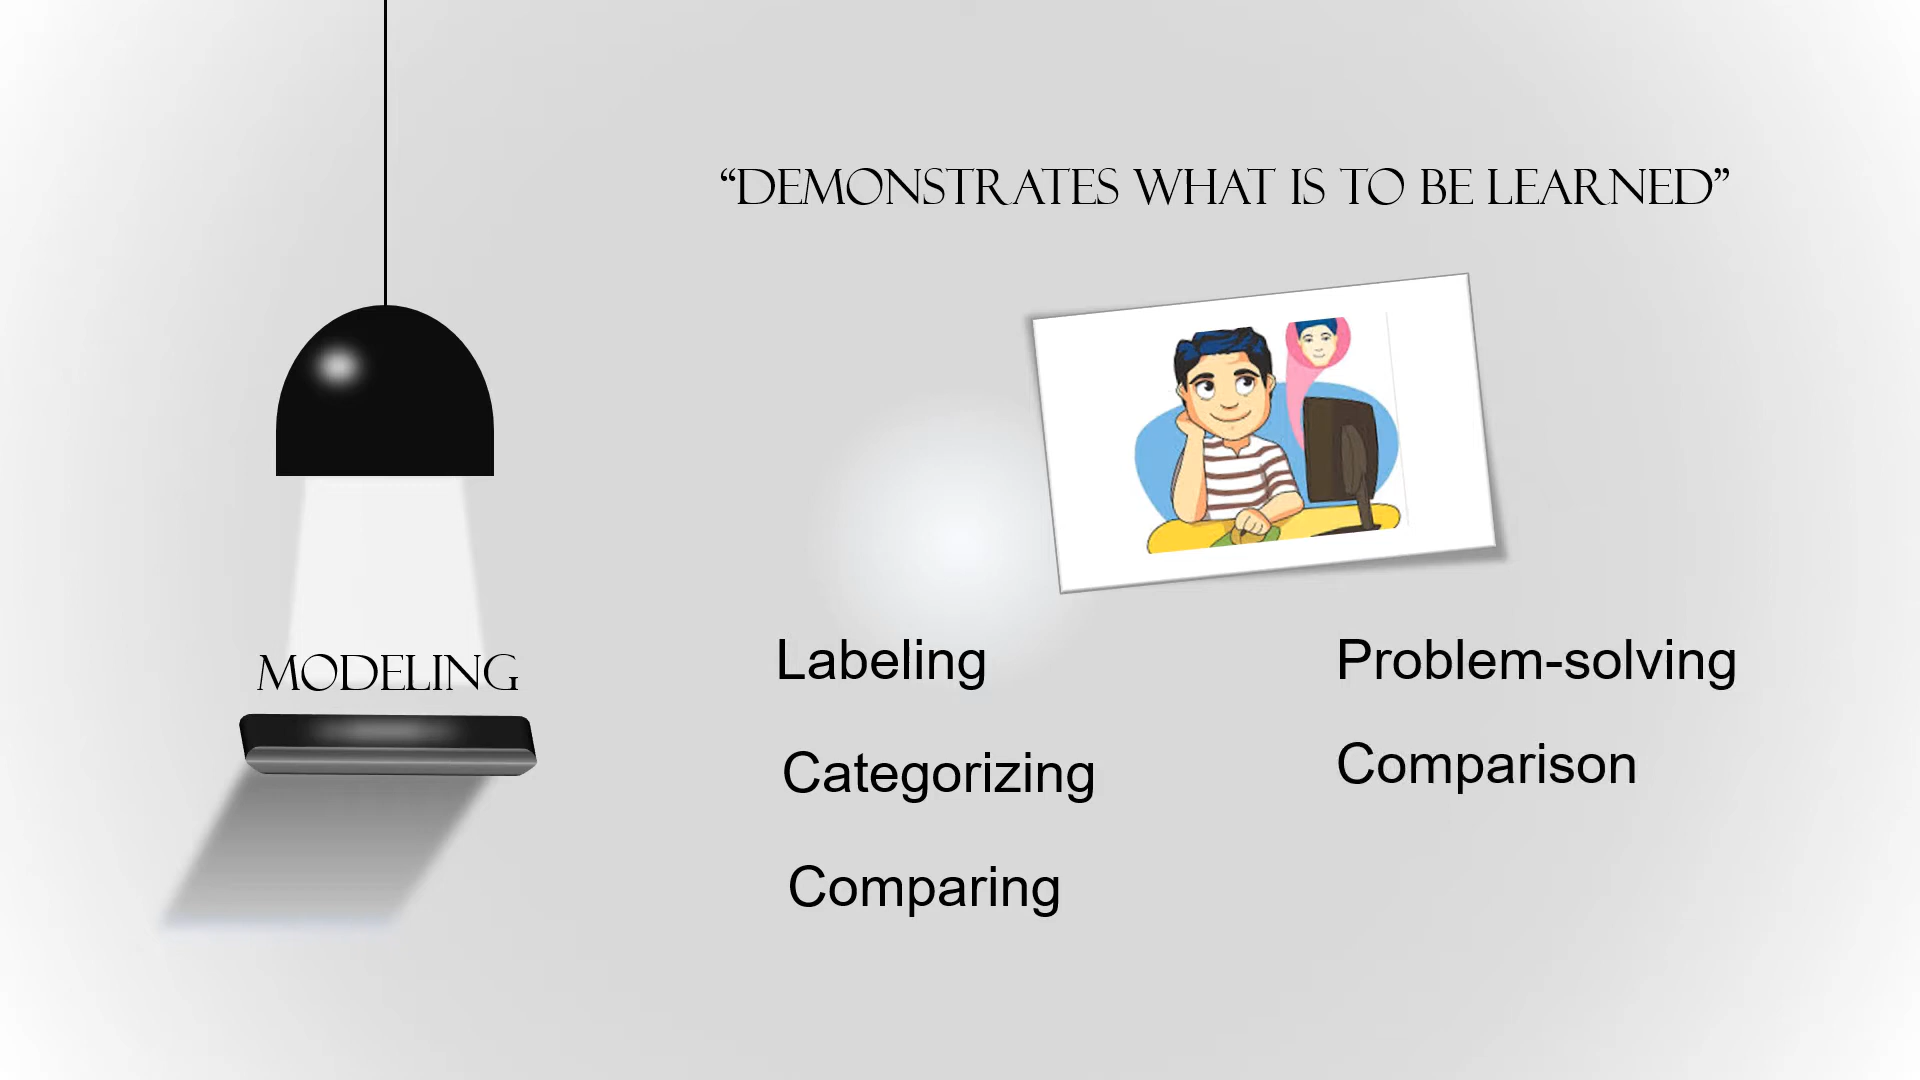 “DEMONSTRATES WHAT IS TO BE LEARNED”
MODELING
Labeling
Categorizing
Comparing
Problem-solving
Comparison